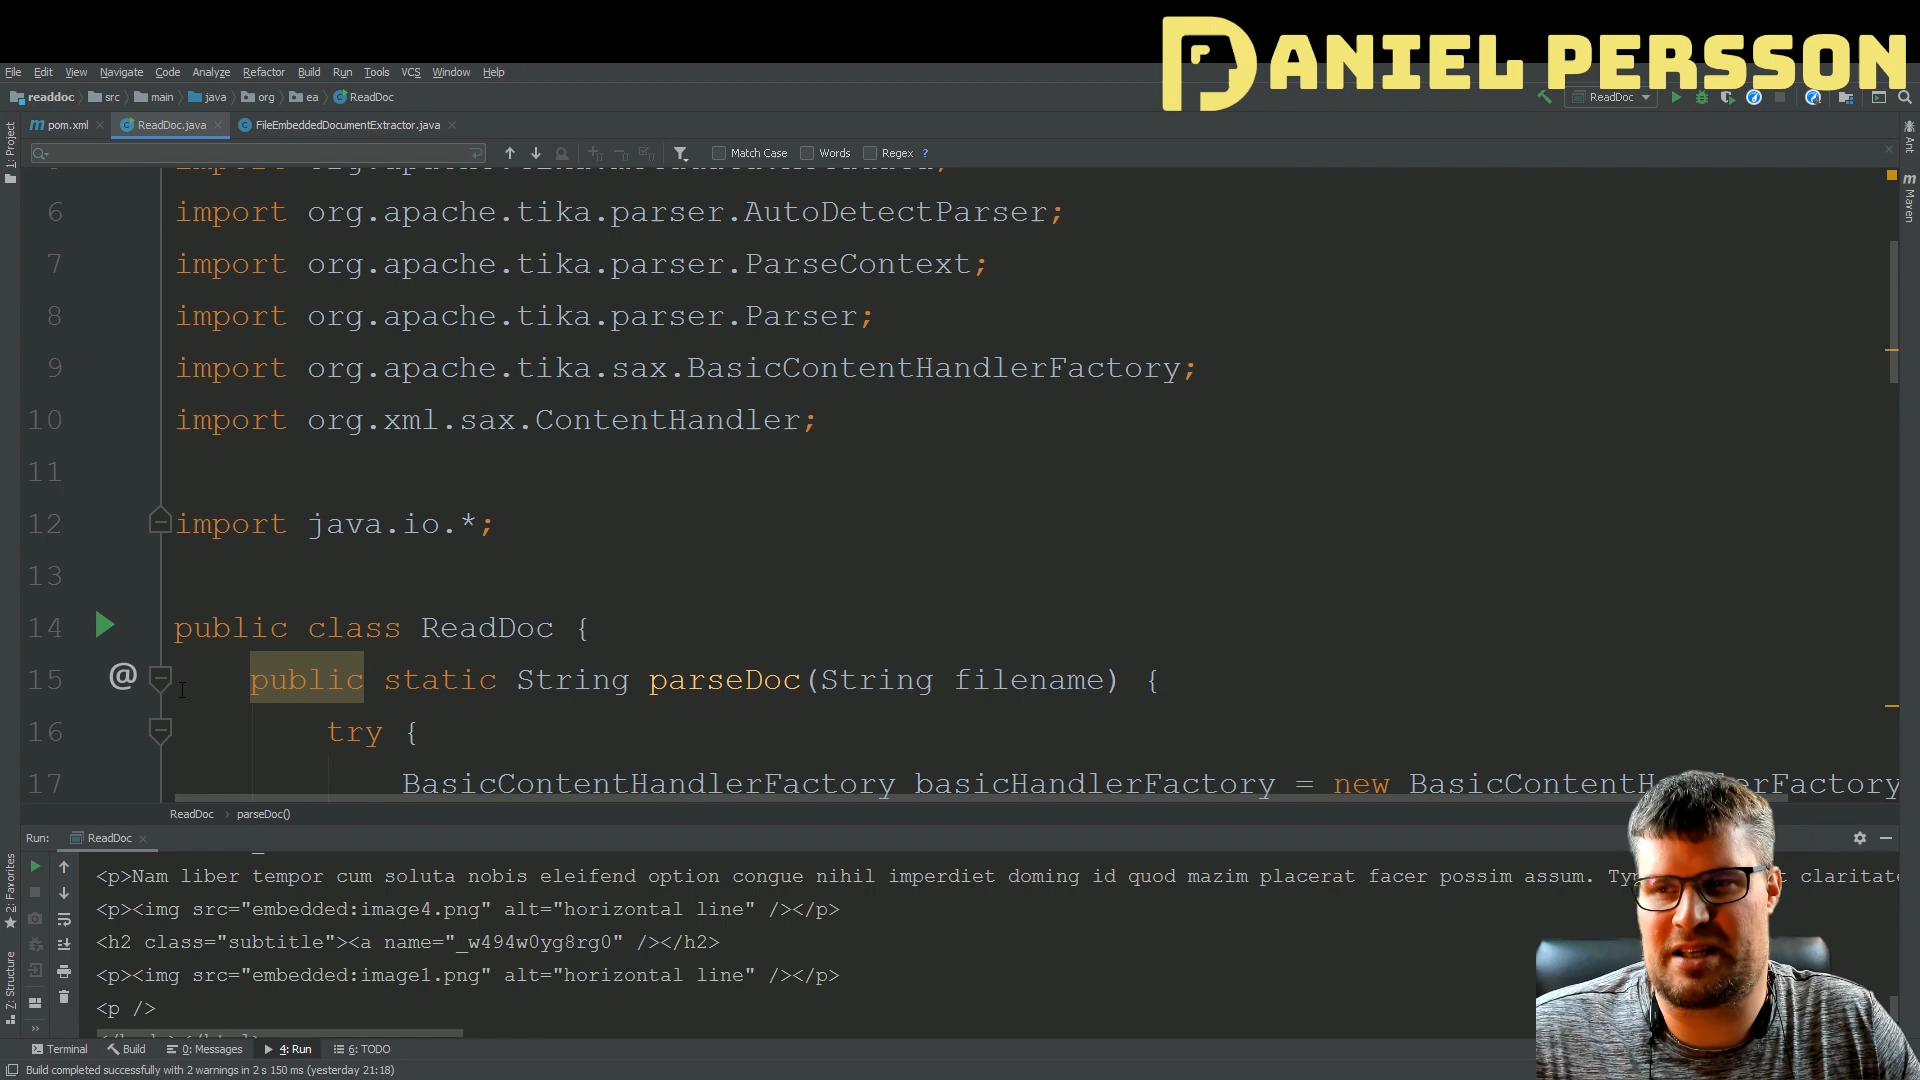 DANIEL PERSSON
File Edit View Navigate Code Analyze Refactor Build Run Tools VCS Window Help
readdoc src main java org ea ReadDoc
ReadDoc
pom.xml ReadDoc.java FileEmbeddedDocumentExtractor.java
Match Case Words Regex ?
6 import org.apache.tika.parser.AutoDetectParser;
7 import org.apache.tika.parser.ParseContext;
8 import org.apache.tika.parser.Parser;
9 import org.apache.tika.sax.BasicContentHandlerFactory;
10 import org.xml.sax.ContentHandler;
11
12 import java.io.*;
13
14 public class ReadDoc {
15 @ public static String parseDoc(String filename) {
16 try {
17 BasicContentHandlerFactory basicHandlerFactory = new
ReadDoc › parseDoc()
Run: ReadDoc
<p>Nam liber tempor cum soluta nobis eleifend option congue nihil imperdiet doming id quod mazim placerat facer possim assum.
<p><img src="embedded:image4.png" alt="horizontal line" /></p>
<h2 class="subtitle"><a name="_w494w0yg8rg0" /></h2>
<p><img src="embedded:image1.png" alt="horizontal line" /></p>
<p />
Terminal Build 0: Messages 4: Run 6: TODO
Build completed successfully with 2 warnings in 2 s 150 ms (yesterday 21:18)
1: Project
2: Favorites
Z: Structure
Ant
Maven